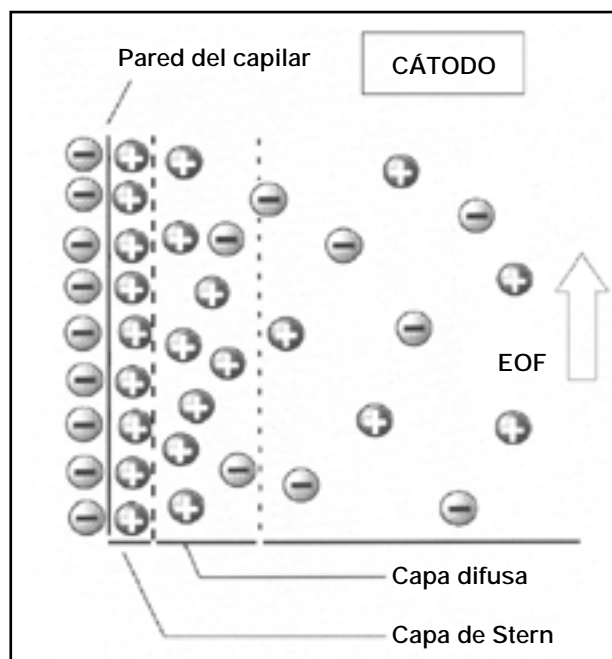 Pared del capilar
CÁTODO
EOF
Capa difusa
Capa de Stern